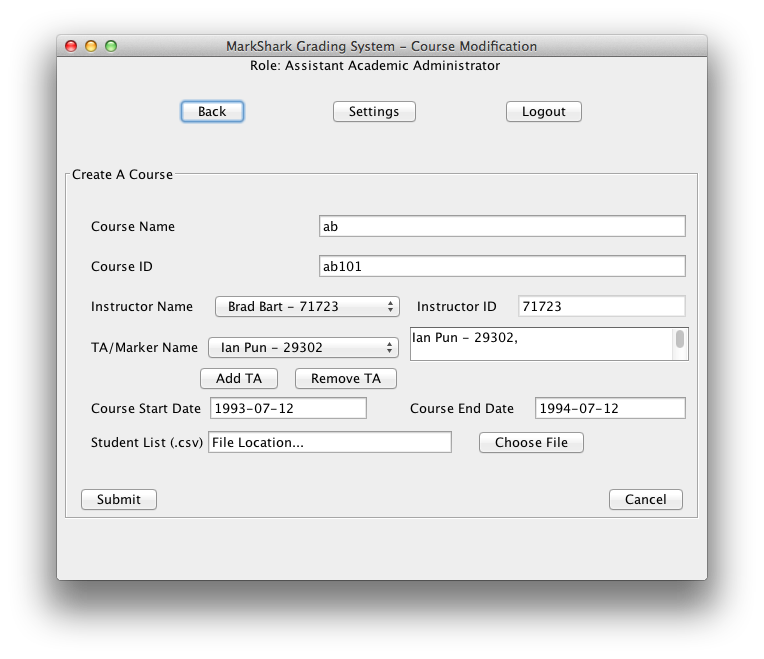 MarkShark Grading System – Course Modification
Role: Assistant Academic Administrator
Back Settings Logout
Create A Course
Course Name ab
Course ID ab101
Instructor Name Brad Bart – 71723 Instructor ID 71723
TA/Marker Name Ian Pun – 29302 Ian Pun – 29302,
Add TA Remove TA
Course Start Date 1993-07-12 Course End Date 1994-07-12
Student List (.csv) File Location... Choose File
Submit Cancel